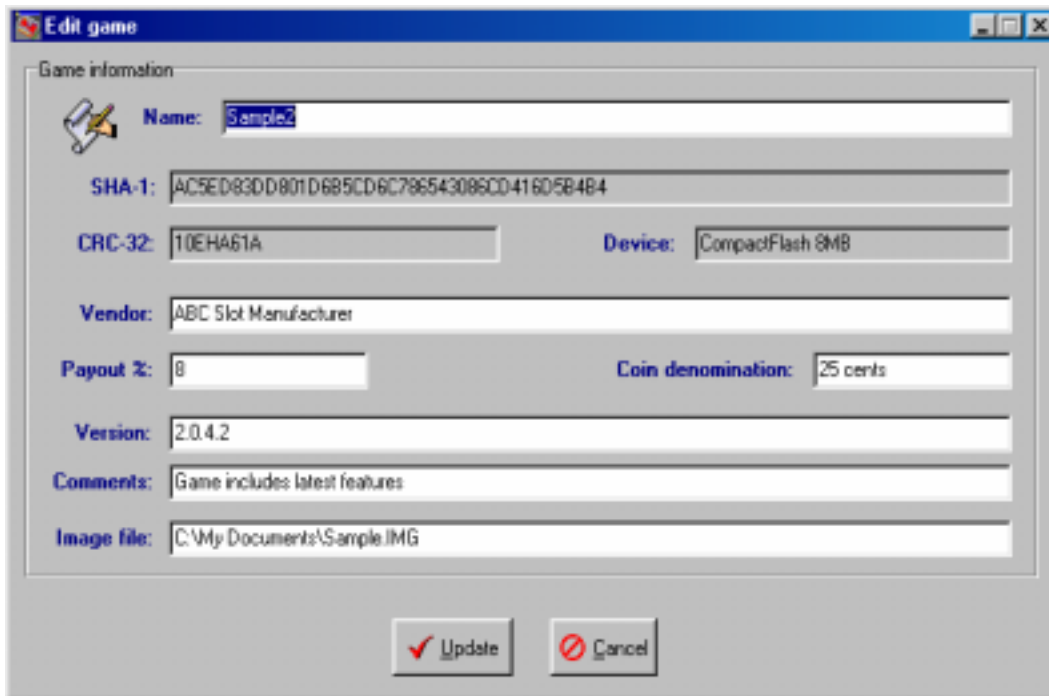 Edit game
Game information
Name: Sample2
SHA-1: AC5ED83DD801D6B5CD6C786543086CD416D5B4B4
CRC-32: 10EHA61A Device: CompactFlash 8MB
Vendor: ABC Slot Manufacturer
Payout %: 8 Coin denomination: 25 cents
Version: 2.0.4.2
Comments: Game includes latest features
Image file: C:\My Documents\Sample.IMG
Update Cancel